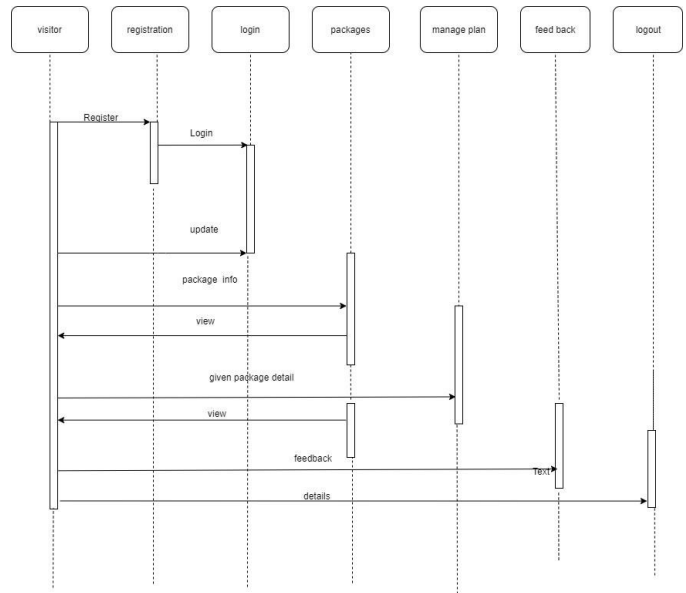 visitor
registration
login
packages
manage plan
feed back
logout
Register
Login
update
package info
view
given package detail
view
feedback
Text
details